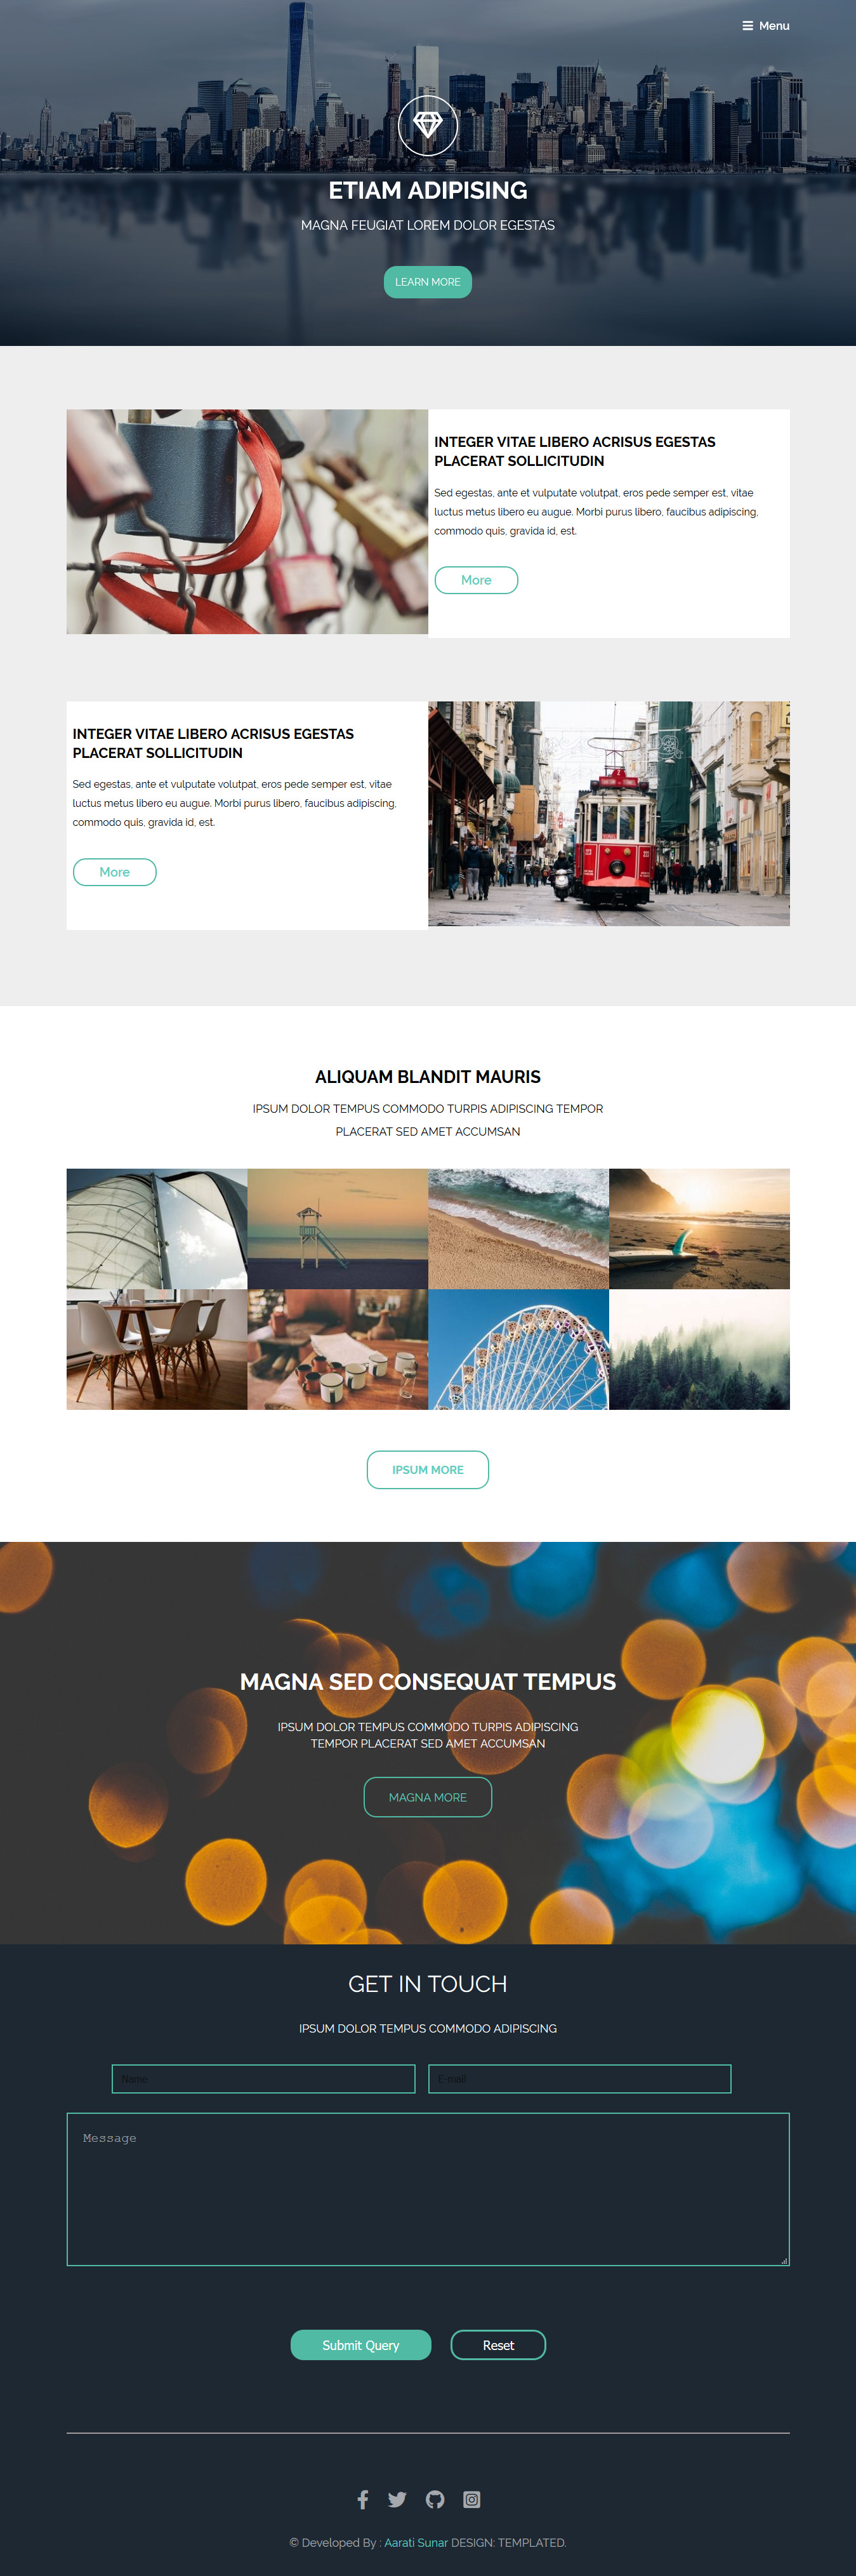 Menu
ETIAM ADIPISING
MAGNA FEUGIAT LOREM DOLOR EGESTAS
LEARN MORE
INTEGER VITAE LIBERO ACRISUS EGESTAS
PLACERAT SOLLICITUDIN
Sed egestas, ante et vulputate volutpat, eros pede semper est, vitae
luctus metus libero eu augue. Morbi purus libero, faucibus adipiscing,
commodo quis, gravida id, est.
More
INTEGER VITAE LIBERO ACRISUS EGESTAS
PLACERAT SOLLICITUDIN
Sed egestas, ante et vulputate volutpat, eros pede semper est, vitae
luctus metus libero eu augue. Morbi purus libero, faucibus adipiscing,
commodo quis, gravida id, est.
More
ALIQUAM BLANDIT MAURIS
IPSUM DOLOR TEMPUS COMMODO TURPIS ADIPISCING TEMPOR
PLACERAT SED AMET ACCUMSAN
IPSUM MORE
MAGNA SED CONSEQUAT TEMPUS
IPSUM DOLOR TEMPUS COMMODO TURPIS ADIPISCING
TEMPOR PLACERAT SED AMET ACCUMSAN
MAGNA MORE
GET IN TOUCH
IPSUM DOLOR TEMPUS COMMODO ADIPISCING
Name
E-mail
Message
Submit Query
Reset
© Developed By : Aarati Sunar DESIGN: TEMPLATED.